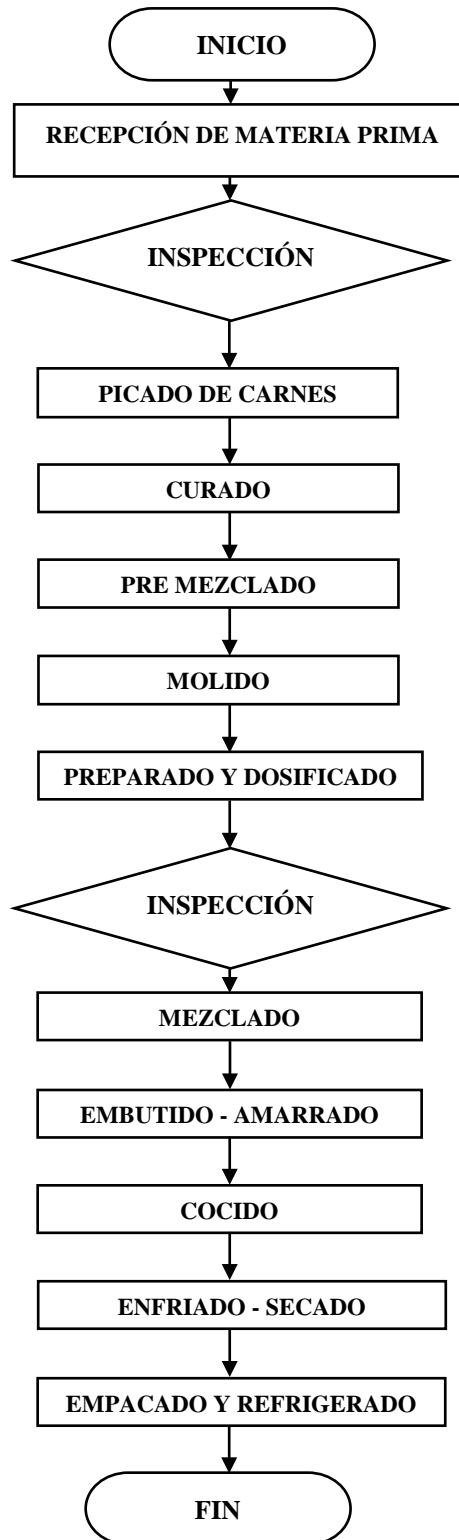 INICIO
RECEPCIÓN DE MATERIA PRIMA
INSPECCIÓN
PICADO DE CARNES
CURADO
PRE MEZCLADO
MOLIDO
PREPARADO Y DOSIFICADO
INSPECCIÓN
MEZCLADO
EMBUTIDO - AMARRADO
COCIDO
ENFRIADO - SECADO
EMPACADO Y REFRIGERADO
FIN